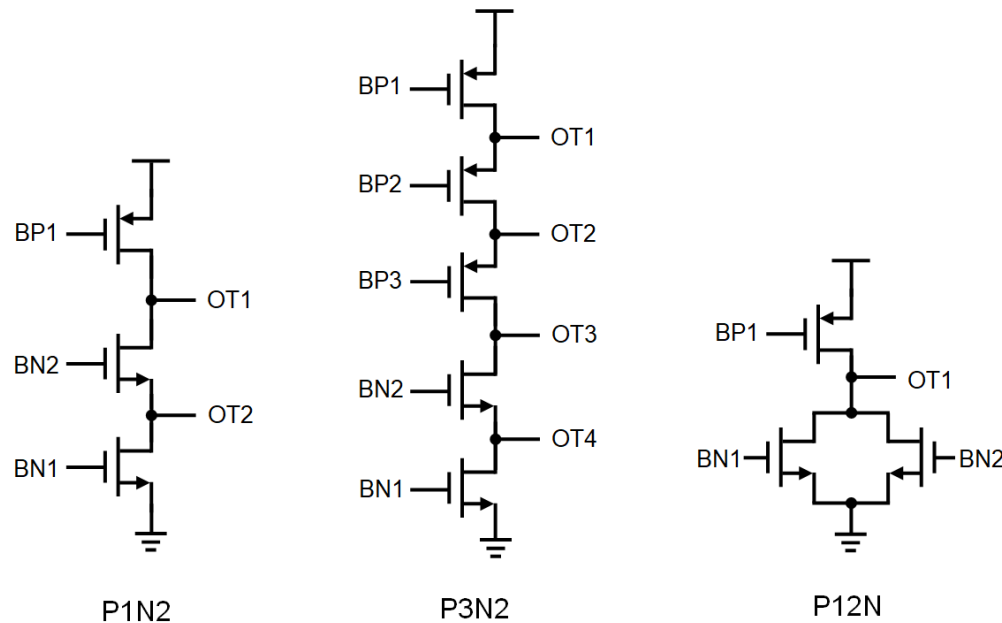 BP1
OT1
BN2
OT2
BN1
P1N2
BP1
OT1
BP2
OT2
BP3
OT3
BN2
OT4
BN1
P3N2
BP1
OT1
BN1
BN2
P12N